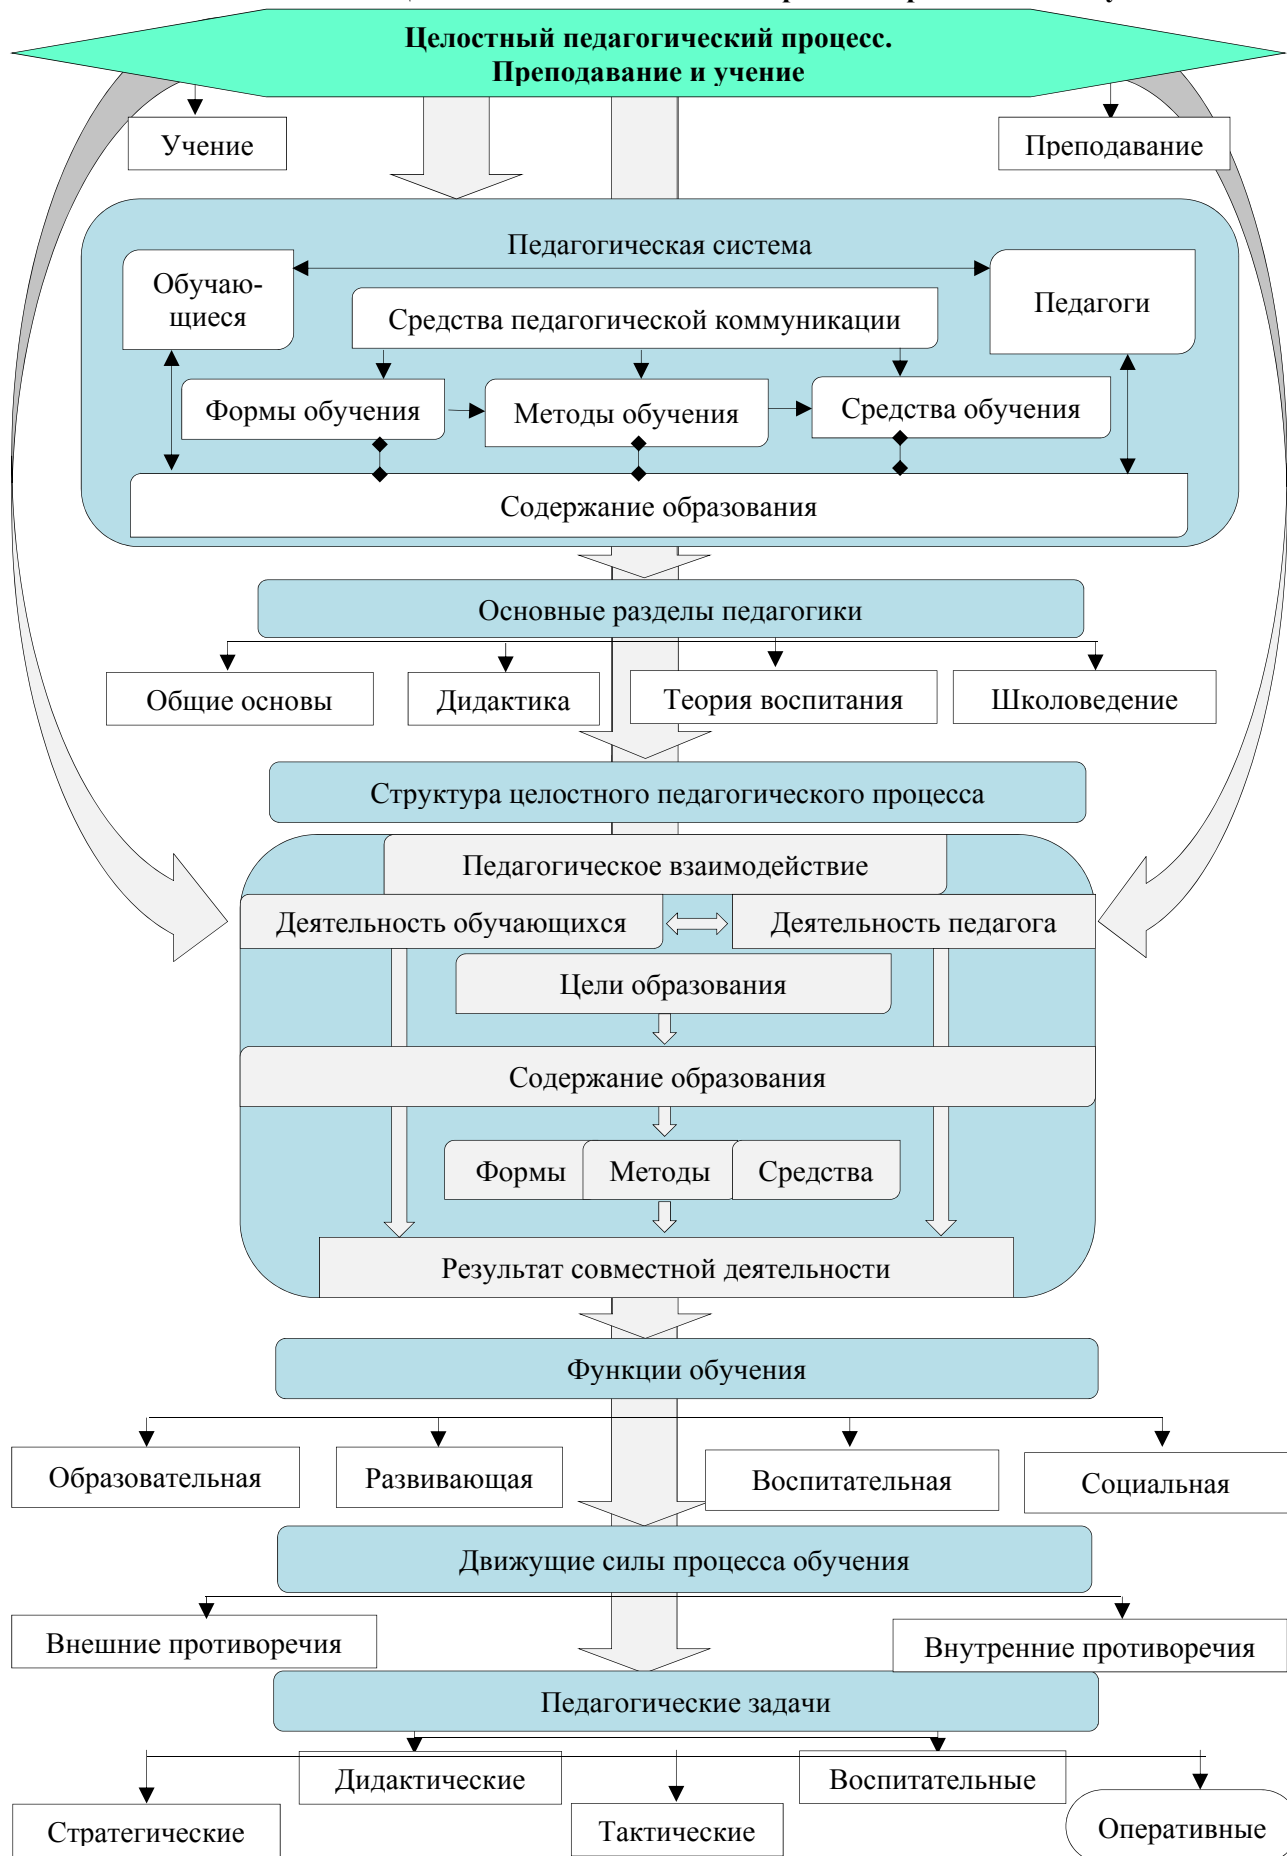 Целостный педагогический процесс.
Преподавание и учение
Учение
Преподавание
Педагогическая система
Обучаю-
щиеся
Педагоги
Средства педагогической коммуникации
Формы обучения
Методы обучения
Средства обучения
Содержание образования
Основные разделы педагогики
Общие основы
Дидактика
Теория воспитания
Школоведение
Структура целостного педагогического процесса
Педагогическое взаимодействие
Деятельность обучающихся
Деятельность педагога
Цели образования
Содержание образования
Формы
Методы
Средства
Результат совместной деятельности
Функции обучения
Образовательная
Развивающая
Воспитательная
Социальная
Движущие силы процесса обучения
Внешние противоречия
Внутренние противоречия
Педагогические задачи
Дидактические
Воспитательные
Стратегические
Тактические
Оперативные